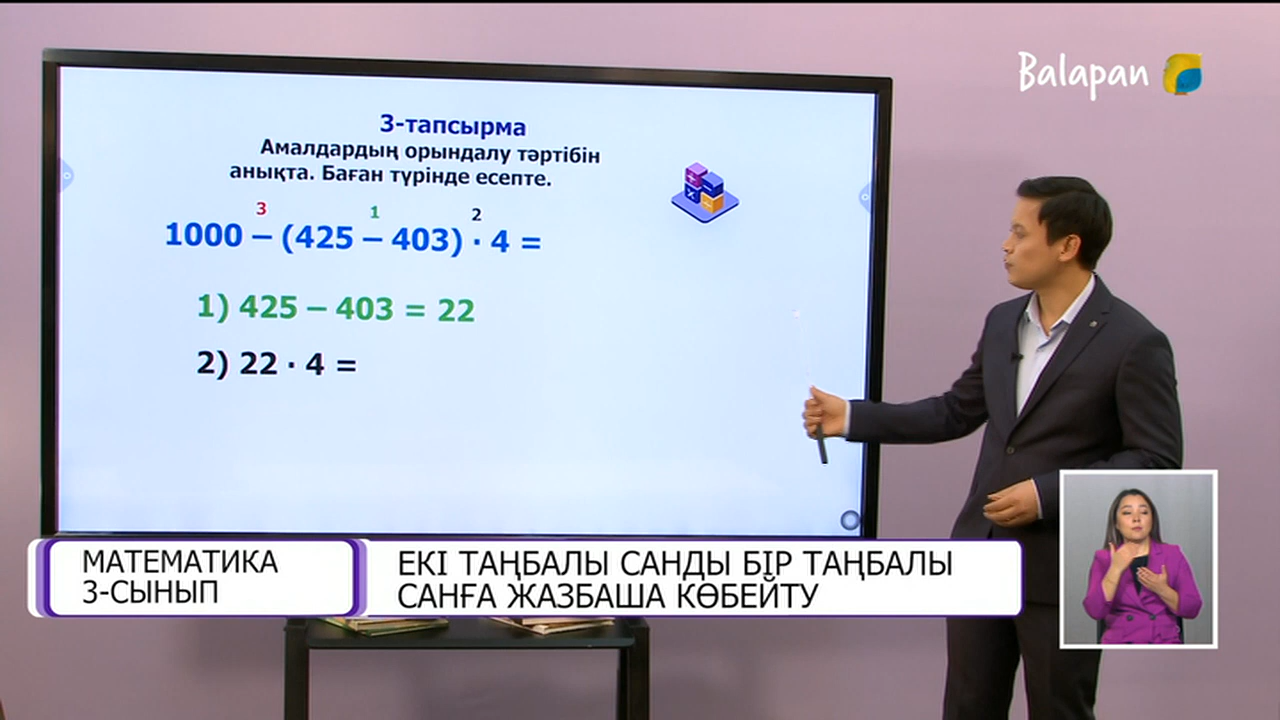 Balapan
3-тапсырма
Амалдардың орындалу тәртібін
анықта. Баған түрінде есепте.
3 1 2
1000 – (425 – 403) · 4 =
1) 425 – 403 = 22
2) 22 · 4 =
МАТЕМАТИКА
3-СЫНЫП
ЕКІ ТАҢБАЛЫ САНДЫ БІР ТАҢБАЛЫ
САНҒА ЖАЗБАША КӨБЕЙТУ